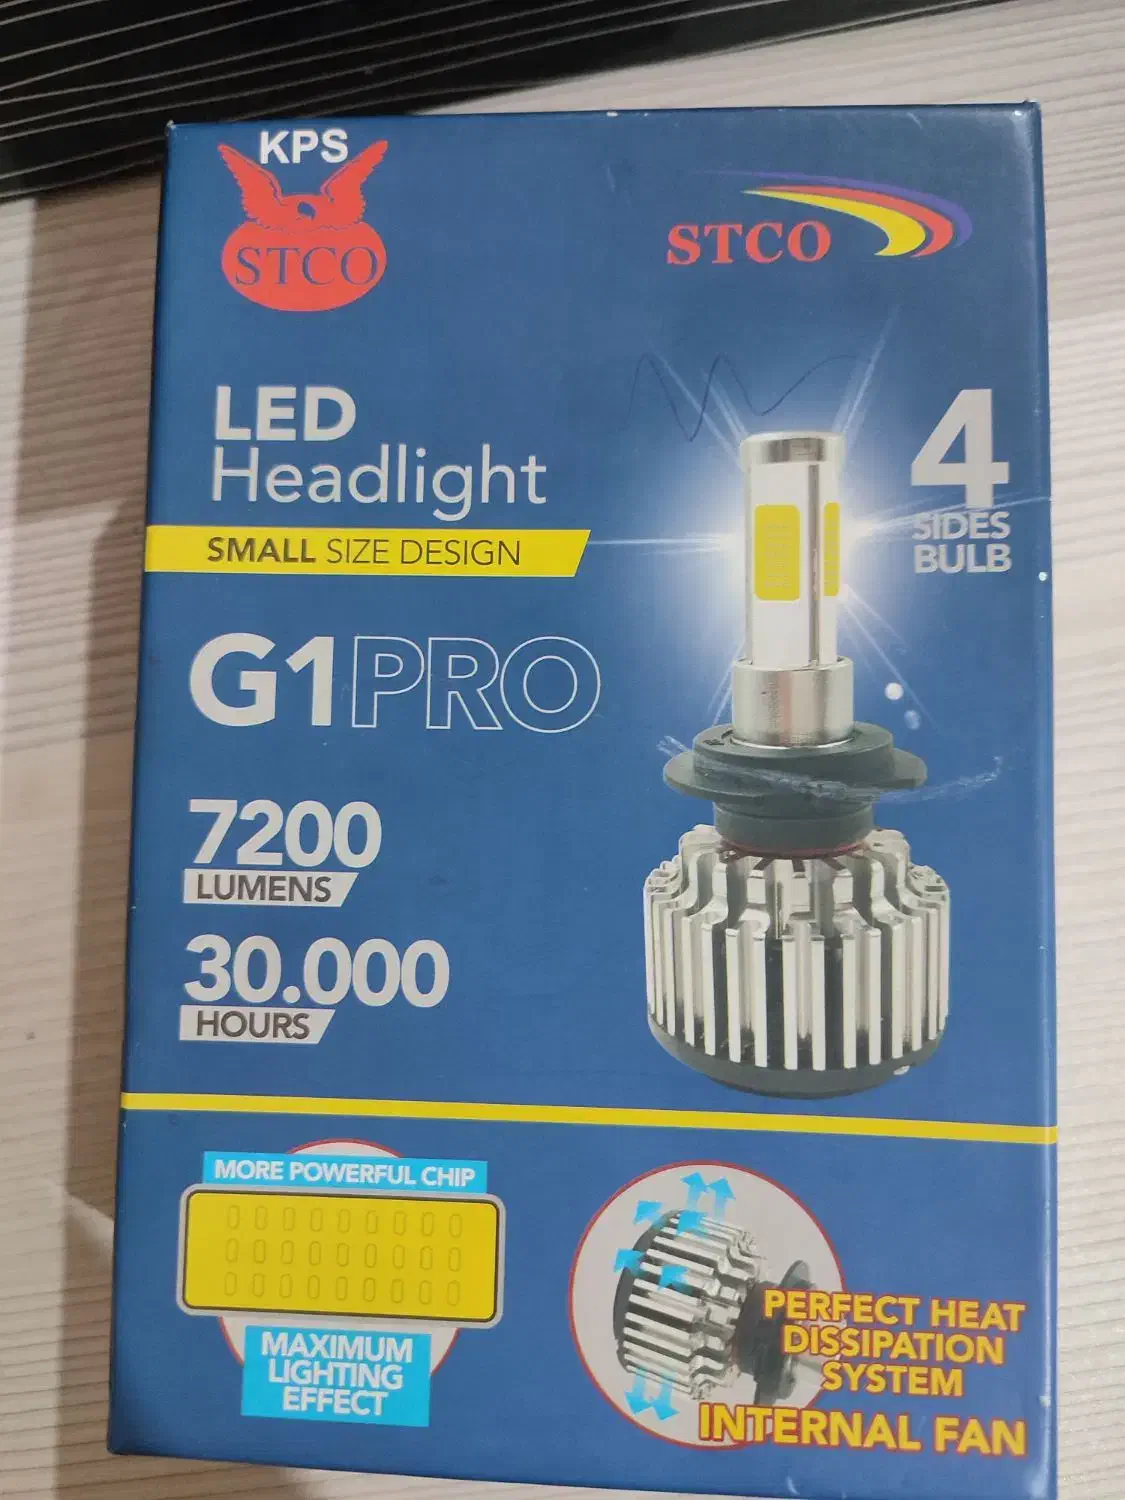 KPS
STCO
STCO
LED
Headlight
SMALL SIZE DESIGN
4
SIDES
BULB
G1PRO
7200
LUMENS
30.000
HOURS
MORE POWERFUL CHIP
MAXIMUM
LIGHTING
EFFECT
PERFECT HEAT
DISSIPATION
SYSTEM
INTERNAL FAN